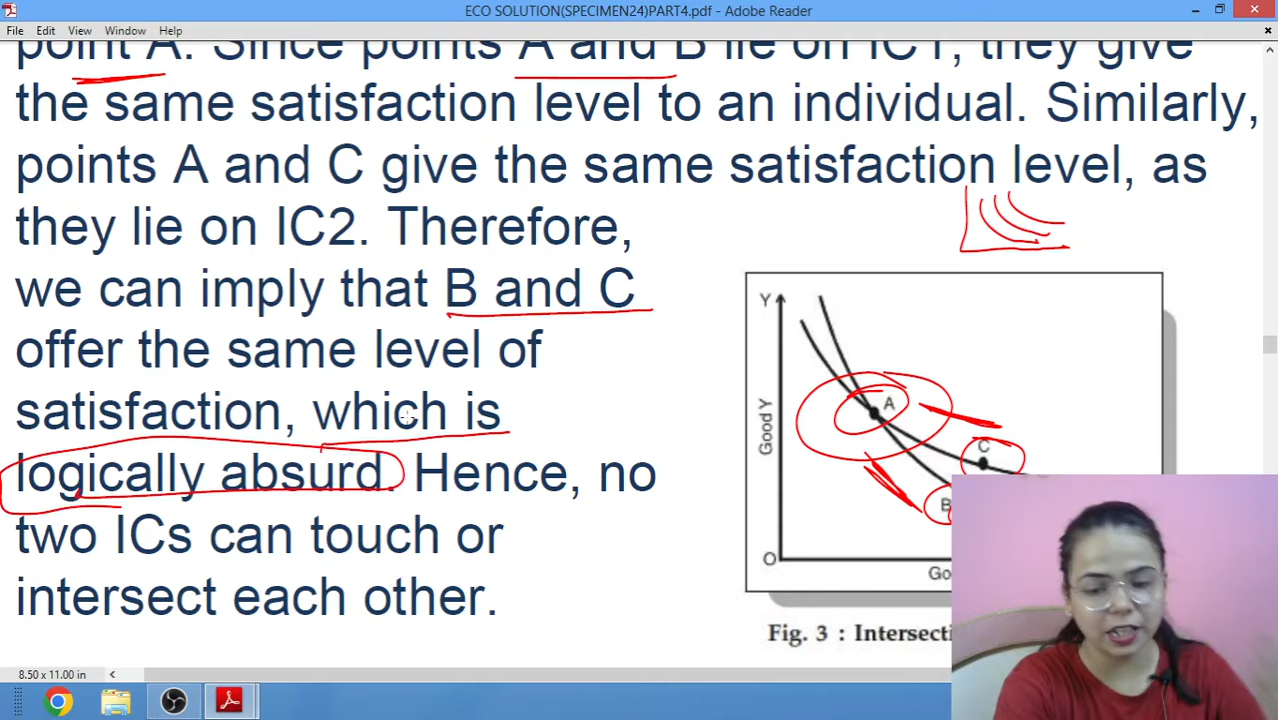 ECO SOLUTION(SPECIMEN24)PART4.pdf - Adobe Reader
File Edit View Window Help
point A. Since points A and B lie on IC1, they give
the same satisfaction level to an individual. Similarly,
points A and C give the same satisfaction level, as
they lie on IC2. Therefore,
we can imply that B and C
offer the same level of
satisfaction, which is
logically absurd. Hence, no
two ICs can touch or
intersect each other.
Y
A
C
B
Good Y
O
Goo
Fig. 3 : Intersecti
8.50 x 11.00 in